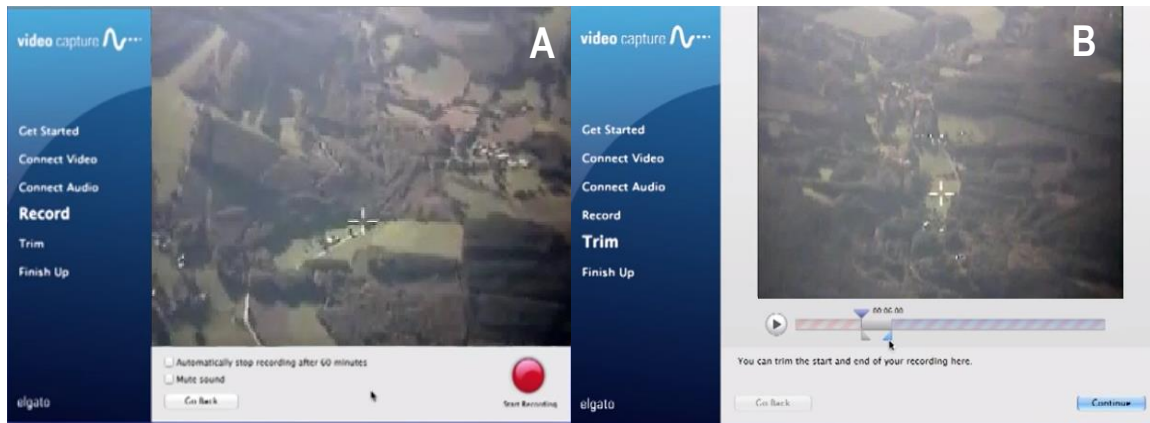 video capture
A
Get Started
Connect Video
Connect Audio
Record
Trim
Finish Up
Automatically stop recording after 60 minutes
Mute sound
Go Back
Start Recording
elgato
video capture
B
Get Started
Connect Video
Connect Audio
Record
Trim
Finish Up
00:06:00
You can trim the start and end of your recording here.
Go Back
Continue
elgato